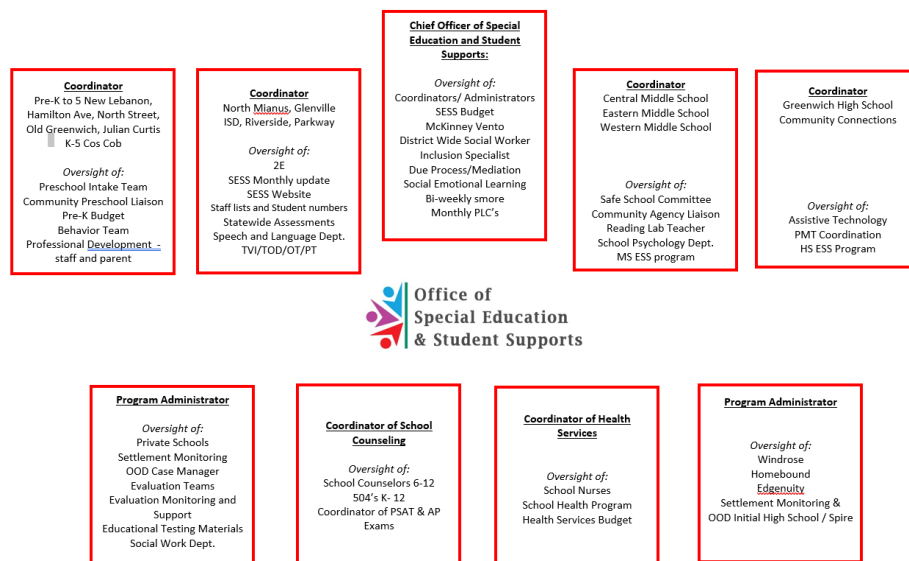 Chief Officer of Special
Education and Student
Supports:
Oversight of:
Coordinators/ Administrators
SESS Budget
McKinney Vento
District Wide Social Worker
Inclusion Specialist
Due Process/Mediation
Social Emotional Learning
Bi-weekly smore
Monthly PLC's
Coordinator
Pre-K to 5 New Lebanon,
Hamilton Ave, North Street,
Old Greenwich, Julian Curtis
K-5 Cos Cob
Oversight of:
Preschool Intake Team
Community Preschool Liaison
Pre-K Budget
Behavior Team
Professional Development -
staff and parent
Coordinator
North Mianus, Glenville
ISD, Riverside, Parkway
Oversight of:
2E
SESS Monthly update
SESS Website
Staff lists and Student numbers
Statewide Assessments
Speech and Language Dept.
TVI/TOD/OT/PT
Coordinator
Central Middle School
Eastern Middle School
Western Middle School
Oversight of:
Safe School Committee
Community Agency Liaison
Reading Lab Teacher
School Psychology Dept.
MS ESS program
Coordinator
Greenwich High School
Community Connections
Oversight of:
Assistive Technology
PMT Coordination
HS ESS Program
Office of
Special Education
& Student Supports
Program Administrator
Oversight of:
Private Schools
Settlement Monitoring
OOD Case Manager
Evaluation Teams
Evaluation Monitoring and
Support
Educational Testing Materials
Social Work Dept.
Coordinator of School
Counseling
Oversight of:
School Counselors 6-12
504's K- 12
Coordinator of PSAT & AP
Exams
Coordinator of Health
Services
Oversight of:
School Nurses
School Health Program
Health Services Budget
Program Administrator
Oversight of:
Windrose
Homebound
Edgenuity
Settlement Monitoring &
OOD Initial High School / Spire